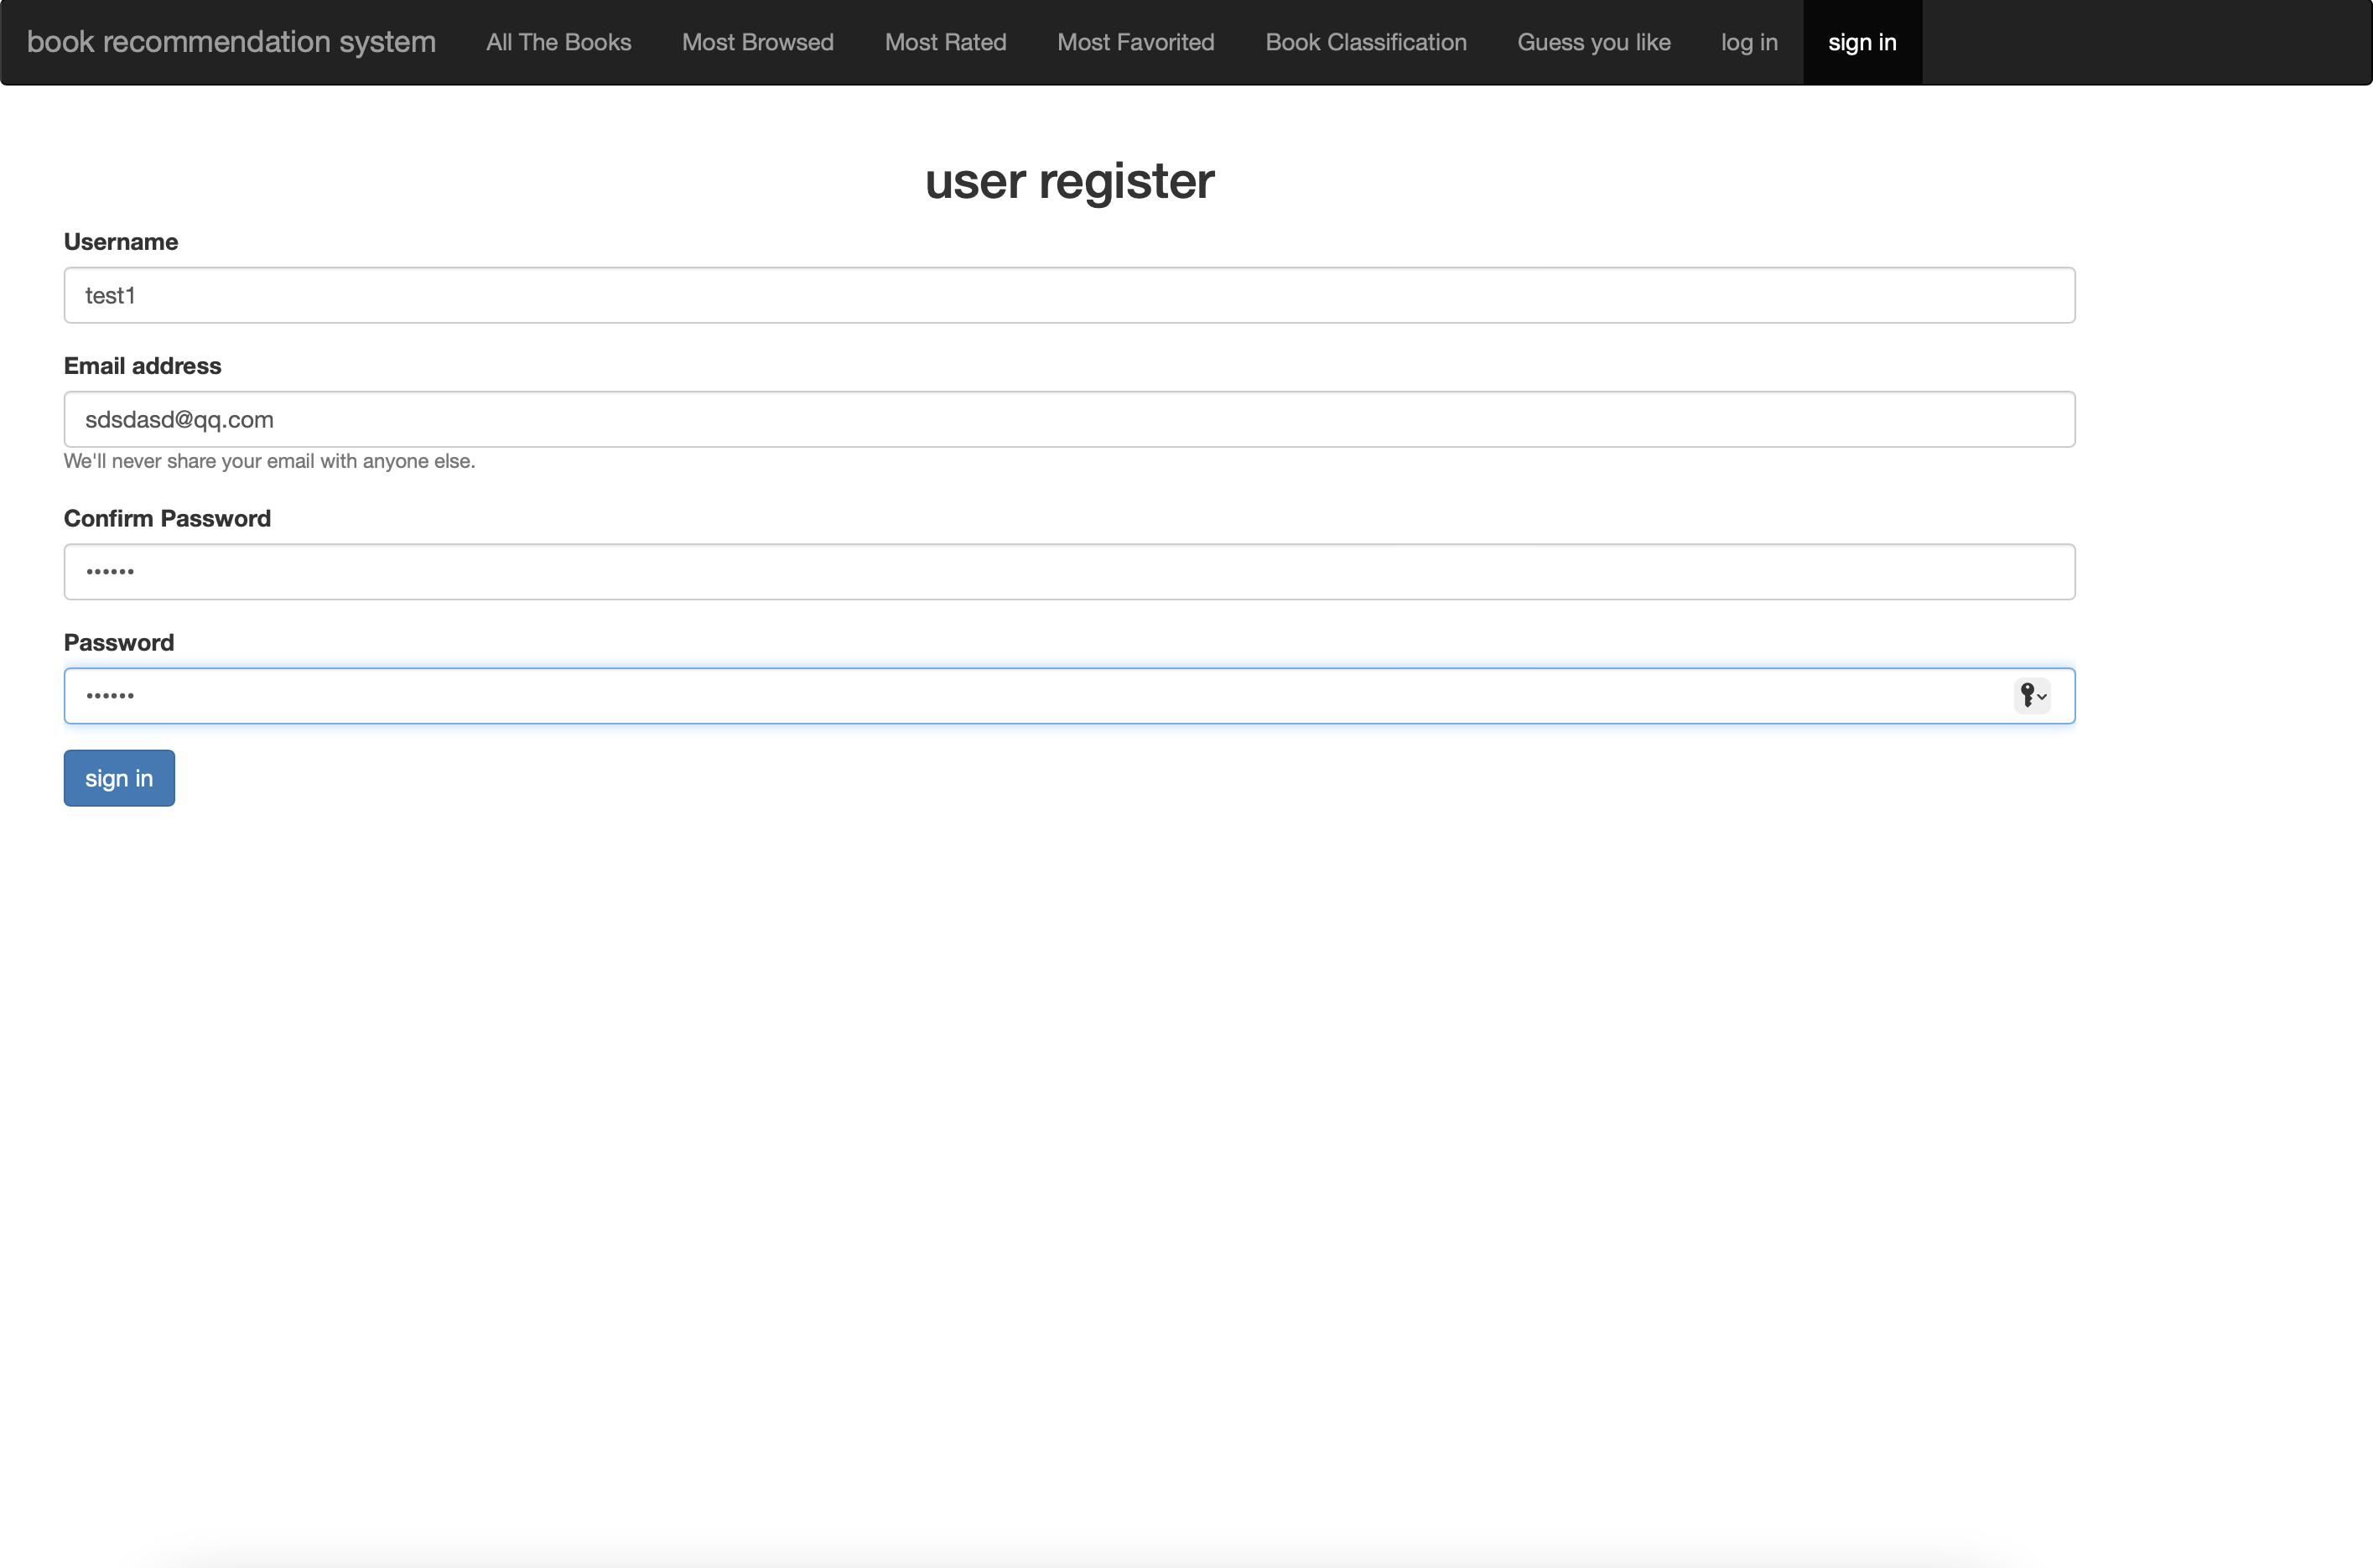 book recommendation system All The Books Most Browsed Most Rated Most Favorited Book Classification Guess you like log in sign in
user register
Username
test1
Email address
sdsdasd@qq.com
We'll never share your email with anyone else.
Confirm Password
••••••
Password
••••••
sign in